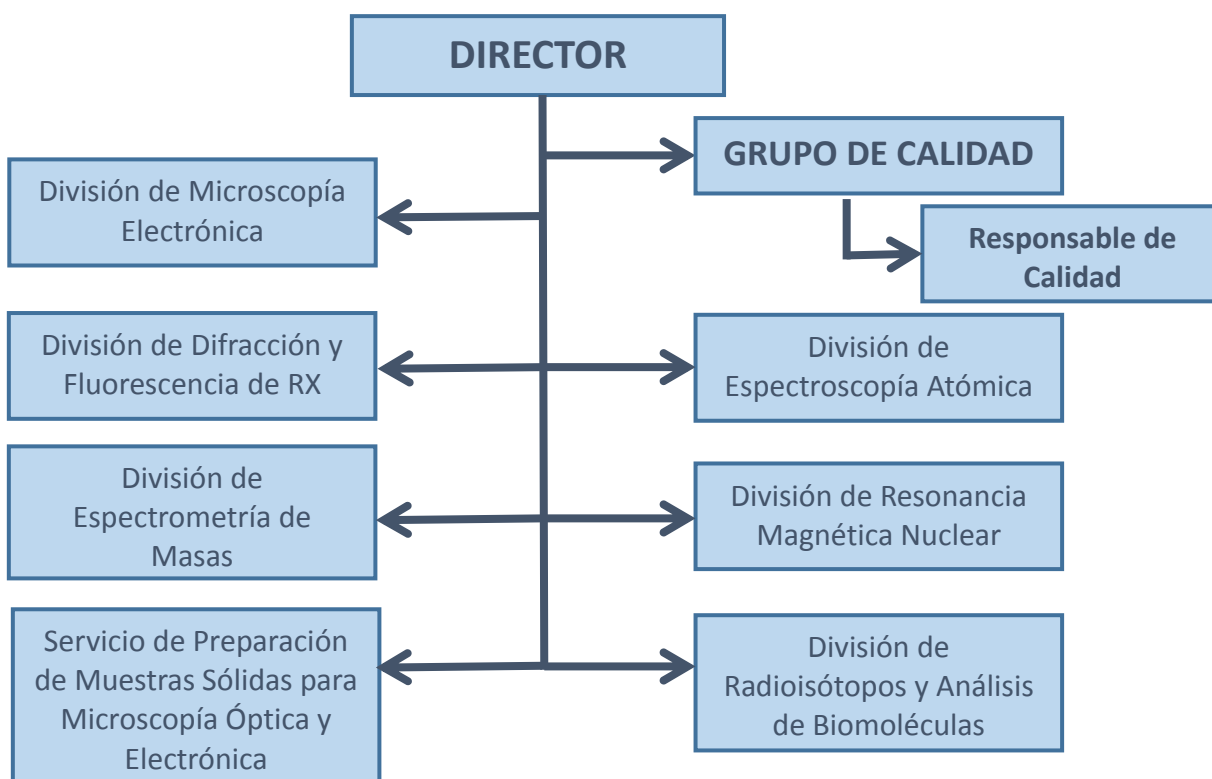 DIRECTOR
GRUPO DE CALIDAD
División de Microscopía
Electrónica
Responsable de
Calidad
División de Difracción y
Fluorescencia de RX
División de
Espectroscopía Atómica
División de
Espectrometría de
Masas
División de Resonancia
Magnética Nuclear
Servicio de Preparación
de Muestras Sólidas para
Microscopía Óptica y
Electrónica
División de
Radioisótopos y Análisis
de Biomoléculas